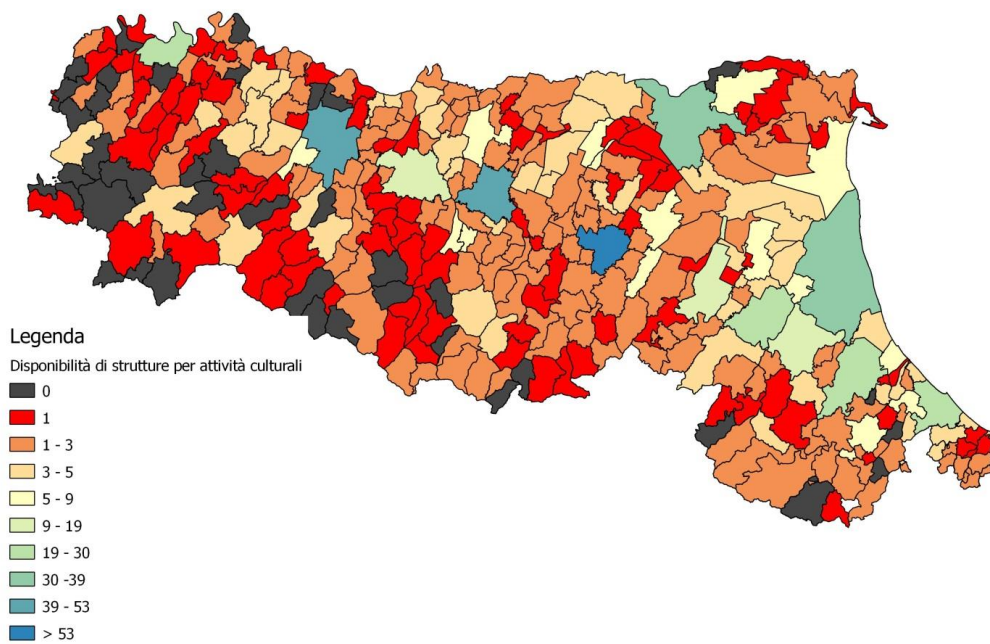 Legenda
Disponibilità di strutture per attività culturali
0
1
1 - 3
3 - 5
5 - 9
9 - 19
19 - 30
30 -39
39 - 53
> 53